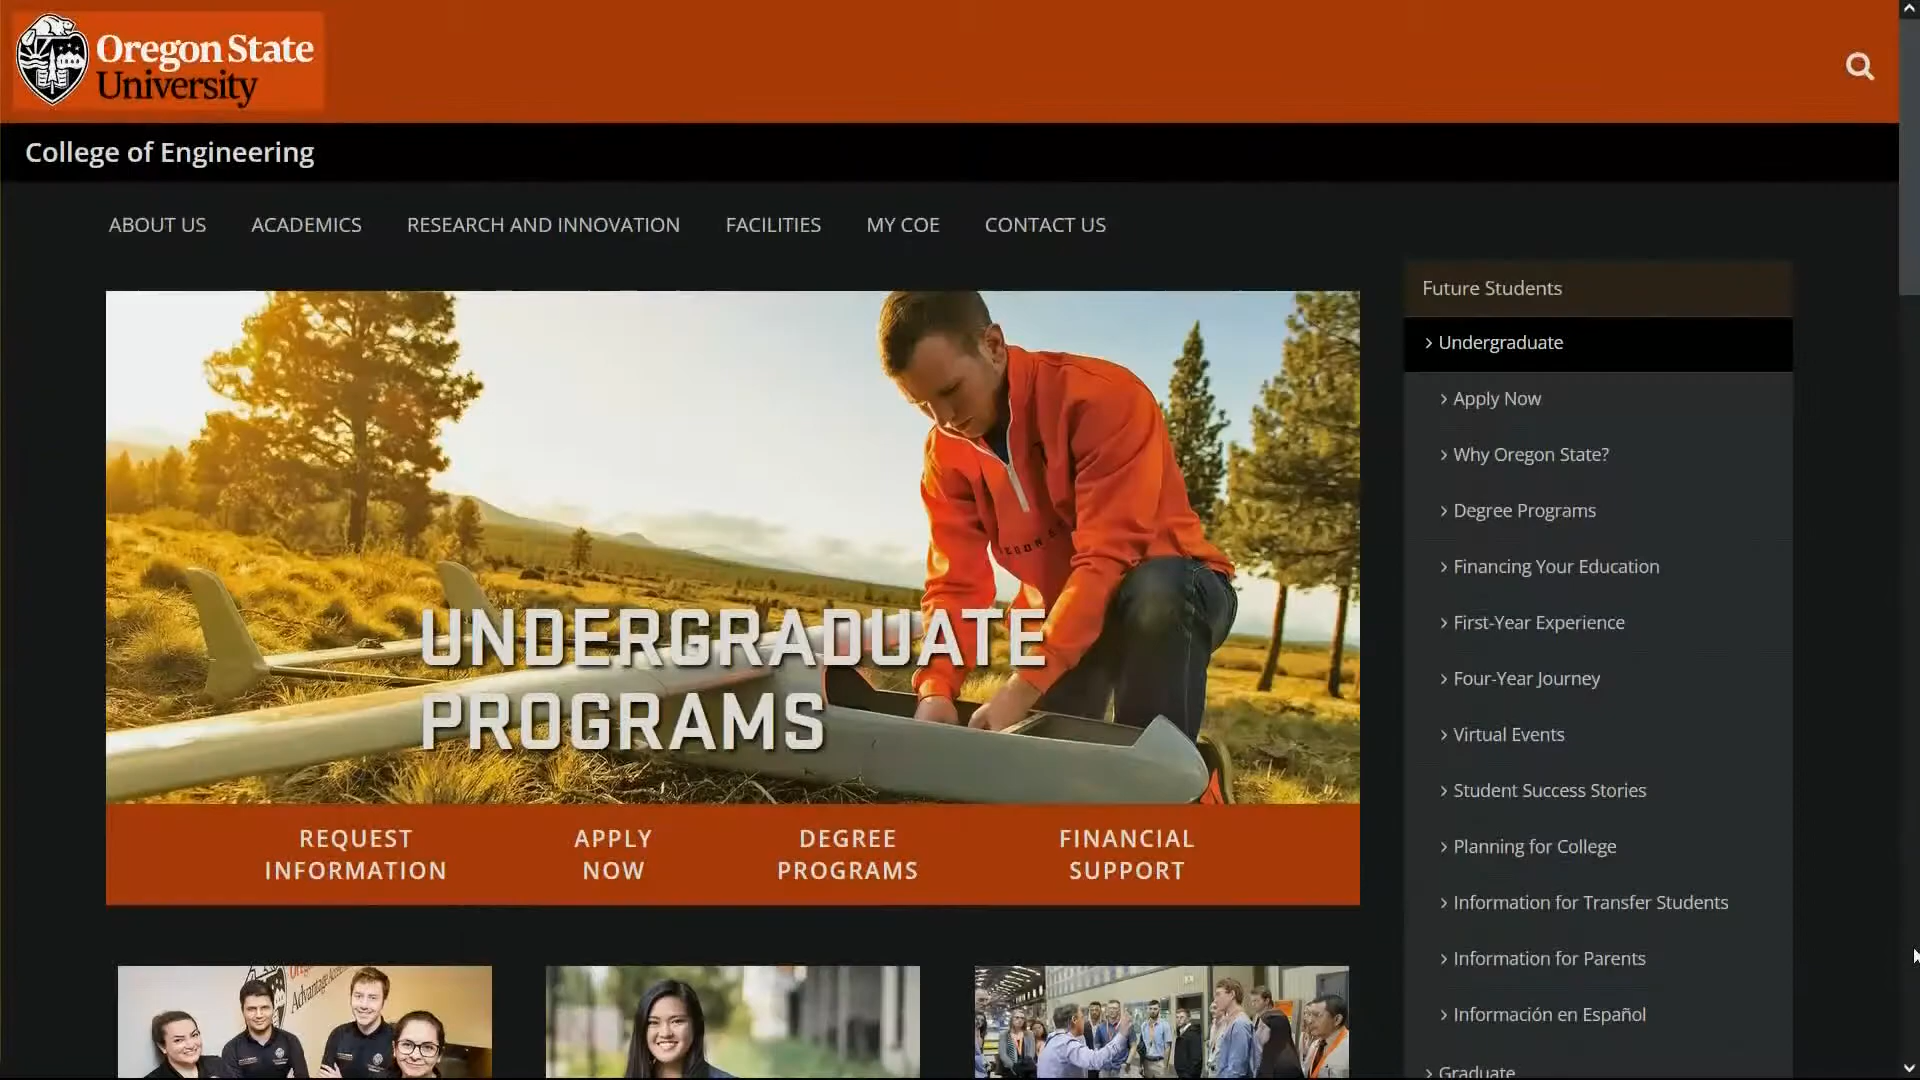 Oregon State
University
College of Engineering
ABOUT US
ACADEMICS
RESEARCH AND INNOVATION
FACILITIES
MY COE
CONTACT US
UNDERGRADUATE
PROGRAMS
REQUEST
INFORMATION
APPLY
NOW
DEGREE
PROGRAMS
FINANCIAL
SUPPORT
Future Students
Undergraduate
Apply Now
Why Oregon State?
Degree Programs
Financing Your Education
First-Year Experience
Four-Year Journey
Virtual Events
Student Success Stories
Planning for College
Information for Transfer Students
Information for Parents
Información en Español
Graduate